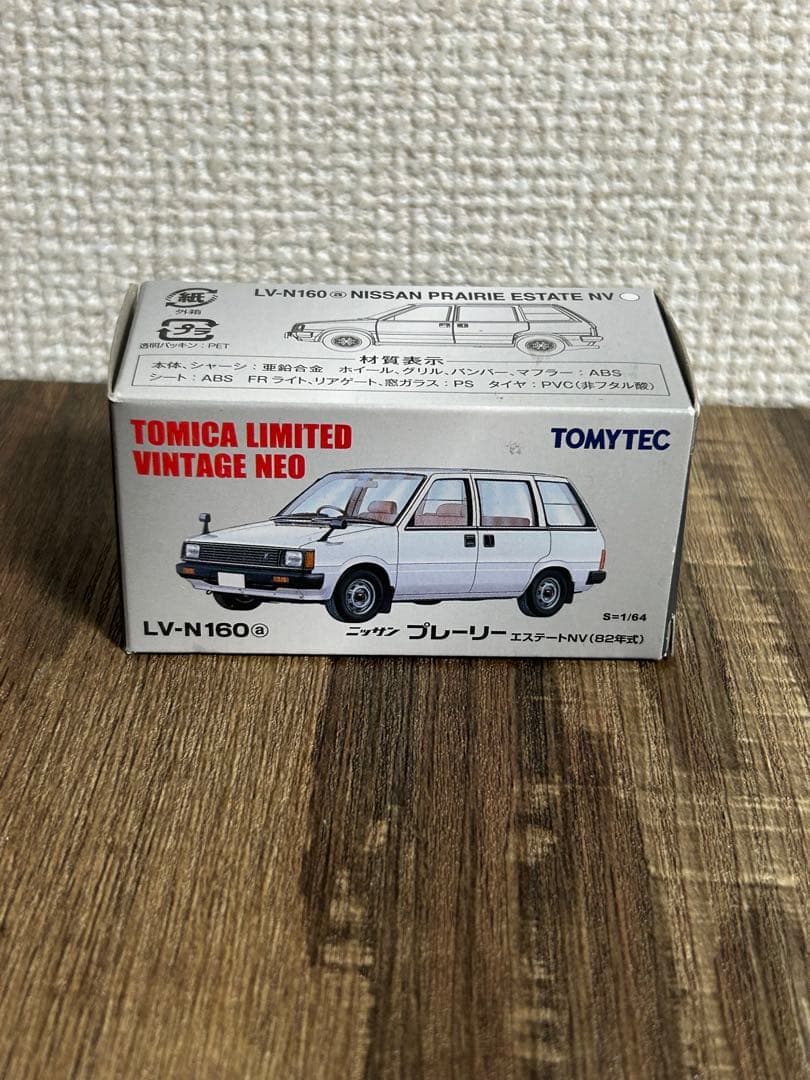 紙
外箱
プラ
透明パッキン：PET
LV-N160 ⓐ NISSAN PRAIRIE ESTATE NV
材質表示
本体、シャーシ：亜鉛合金　ホイール、グリル、バンパー、マフラー：ABS
シート：ABS　FRライト、リアゲート、窓ガラス：PS　タイヤ：PVC(非フタル酸)
TOMICA LIMITED
VINTAGE NEO
TOMYTEC
S=1/64
LV-N160ⓐ
ニッサン プレーリー エステートNV(82年式)